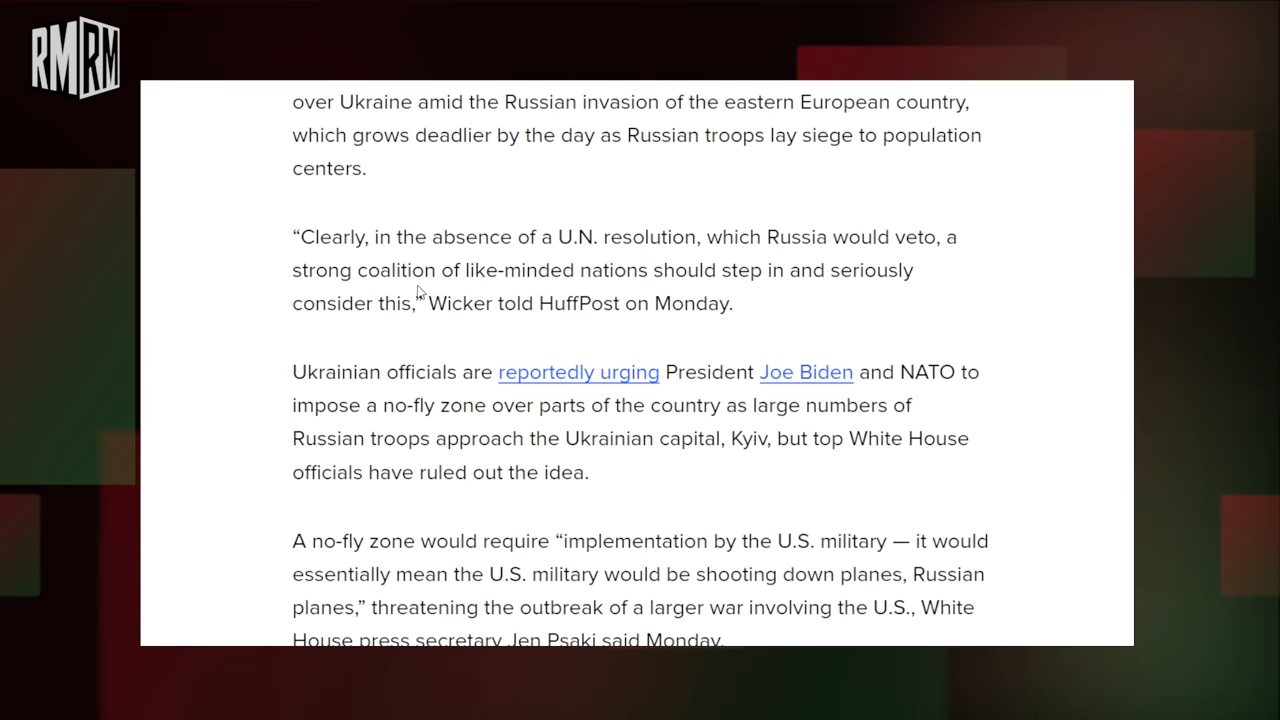 RMRM
over Ukraine amid the Russian invasion of the eastern European country,
which grows deadlier by the day as Russian troops lay siege to population
centers.
“Clearly, in the absence of a U.N. resolution, which Russia would veto, a
strong coalition of like-minded nations should step in and seriously
consider this,” Wicker told HuffPost on Monday.
Ukrainian officials are reportedly urging President Joe Biden and NATO to
impose a no-fly zone over parts of the country as large numbers of
Russian troops approach the Ukrainian capital, Kyiv, but top White House
officials have ruled out the idea.
A no-fly zone would require “implementation by the U.S. military — it would
essentially mean the U.S. military would be shooting down planes, Russian
planes,” threatening the outbreak of a larger war involving the U.S., White
House press secretary Jen Psaki said Monday.